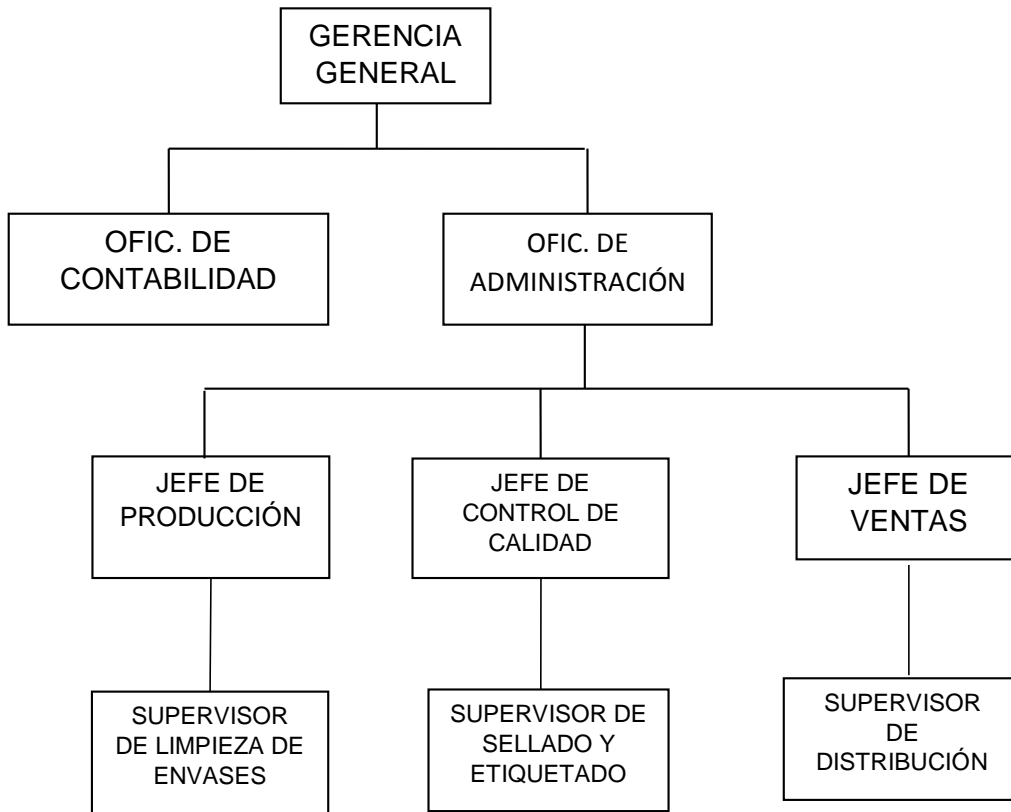 GERENCIA
GENERAL
OFIC. DE
CONTABILIDAD
OFIC. DE
ADMINISTRACIÓN
JEFE DE
PRODUCCIÓN
JEFE DE
CONTROL DE
CALIDAD
JEFE DE
VENTAS
SUPERVISOR
DE LIMPIEZA DE
ENVASES
SUPERVISOR DE
SELLADO Y
ETIQUETADO
SUPERVISOR
DE
DISTRIBUCIÓN